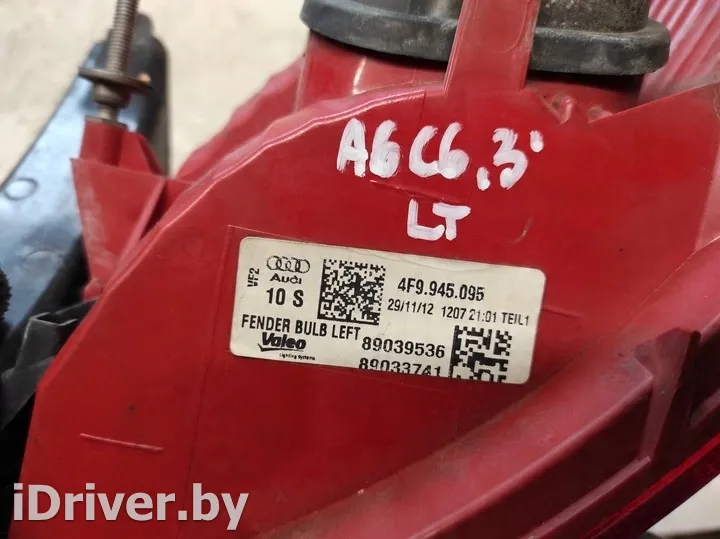 A6C6.3'
LT
VF2
Audi
10 S
4F9.945.095
29/11/12 1207 21:01 TEIL1
FENDER BULB LEFT
Valeo
Lighting Systems
89039536
89033741
iDriver.by